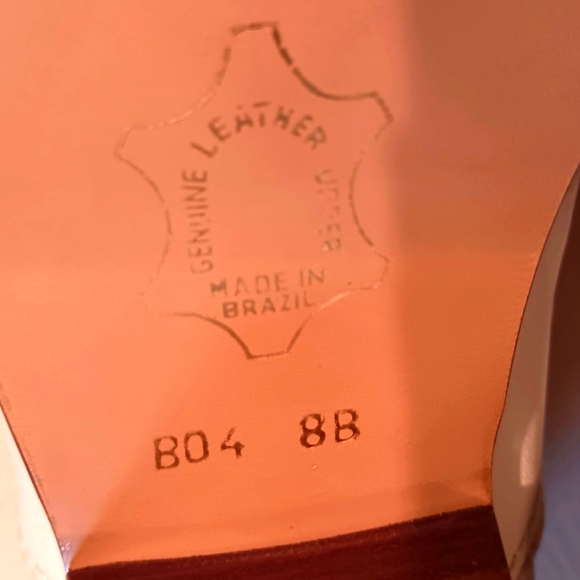 GENUINE LEATHER UPPER
MADE IN
BRAZIL
B04 8B